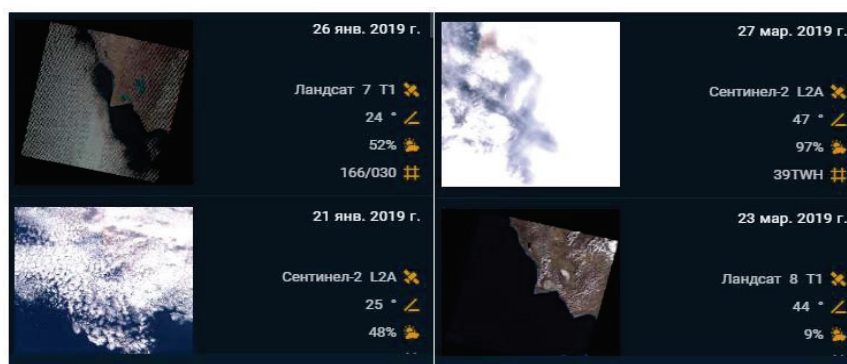 26 янв. 2019 г.
Ландсат 7 T1
24 °
52%
166/030
21 янв. 2019 г.
Сентинел-2 L2A
25 °
48%
27 мар. 2019 г.
Сентинел-2 L2A
47 °
97%
39TWH
23 мар. 2019 г.
Ландсат 8 T1
44 °
9%